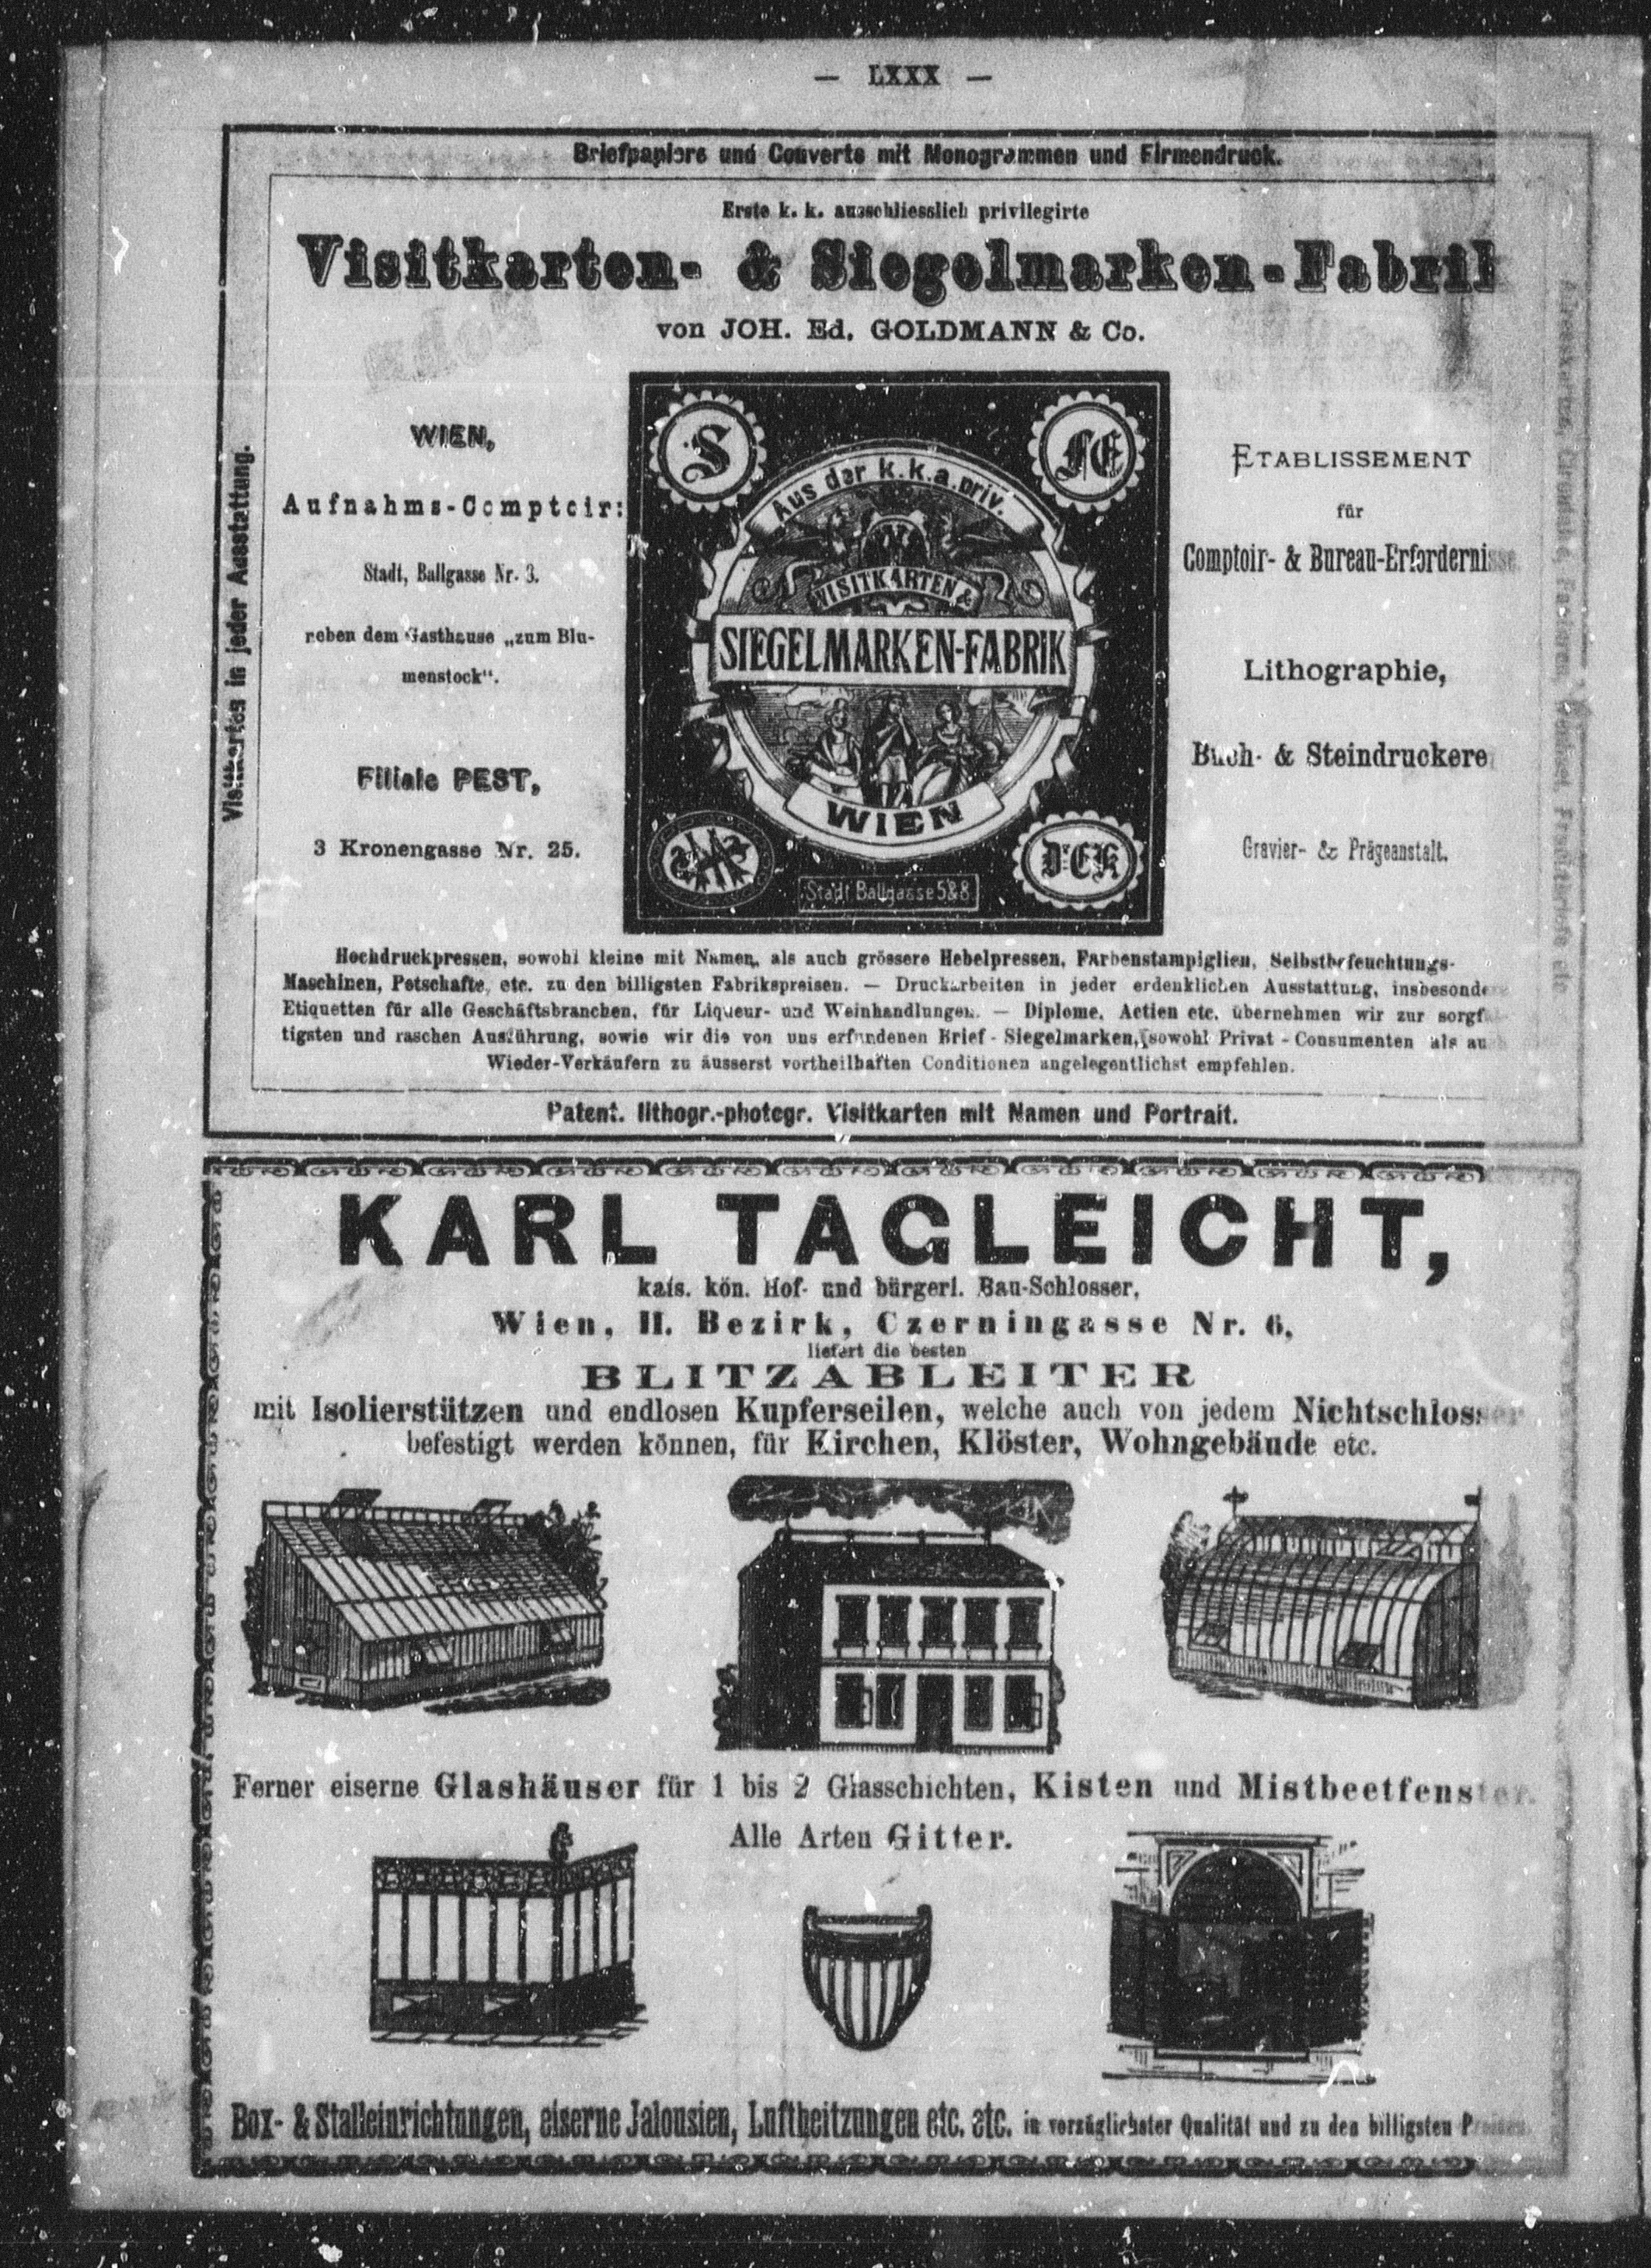 — LXXX —
Briefpapiere und Couverte mit Monogrammen und Firmendruck.
Visitkarten in jeder Ausstattung.
Erste k. k. ausschliesslich privilegirte
Visitkarten- & Siegelmarken-Fabrik
von JOH. Ed. GOLDMANN & Co.
WIEN,
Aufnahms-Comptoir:
Stadt, Ballgasse Nr. 3.
neben dem Gasthause „zum Blu-
menstock“.
Filiale PEST,
3 Kronengasse Nr. 25.
S
Aus der k.k.a.priv.
VISITKARTEN &
SIEGELMARKEN-FABRIK
WIEN
Dr. EK
Stadt Ballgasse 5&8
ETABLISSEMENT
für
Comptoir- & Bureau-Erfordernisse
Lithographie,
Buch- & Steindruckere
Gravier- & Prägeanstalt.
Hochdruckpressen, sowohl kleine mit Namen, als auch grössere Hebelpressen, Farbenstampiglien, Selbstbefeuchtungs-
Maschinen, Petschafte, etc. zu den billigsten Fabrikspreisen. — Druckarbeiten in jeder erdenklichen Ausstattung, insbesonde
Etiquetten für alle Geschäftsbranchen, für Liqueur- und Weinhandlungen. — Diplome, Actien etc. übernehmen wir zur sorgf
tigsten und raschen Ausführung, sowie wir die von uns erfundenen Brief-Siegelmarken, sowohl Privat-Consumenten als au
Wieder-Verkäufern zu äusserst vortheilhaften Conditionen angelegentlichst empfehlen.
Patent. lithogr.-photogr. Visitkarten mit Namen und Portrait.
KARL TAGLEICHT,
kais. kön. Hof- und bürgerl. Bau-Schlosser,
Wien, II. Bezirk, Czerningasse Nr. 6,
liefert die besten
BLITZABLEITER
mit Isolierstützen und endlosen Kupferseilen, welche auch von jedem Nichtschlosser
befestigt werden können, für Kirchen, Klöster, Wohngebäude etc.
Ferner eiserne Glashäuser für 1 bis 2 Glasschichten, Kisten und Mistbeetfenster.
Alle Arten Gitter.
Box- & Stalleinrichtungen, eiserne Jalousien, Luftheitzungen etc. etc. in vorzüglichster Qualität und zu den billigsten Preisen.